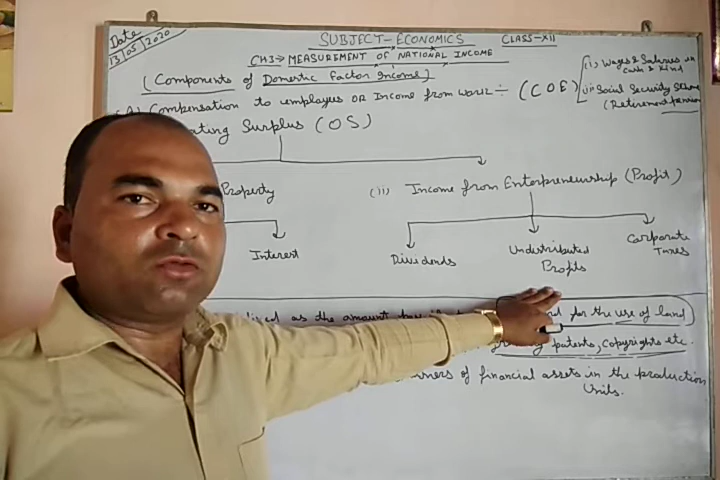 Date
13/05/2020
SUBJECT-ECONOMICS CLASS-XII
CH3→ MEASUREMENT OF NATIONAL INCOME
(Components of Domestic Factor Income)
Compensation to employees OR Income from work ÷ (COE)
(i) Wages & Salaries in
Cash & Kind
(ii) Social Security
(Retirement pension
Surplus (OS)
Property
(ii) Income from Enterpreneurship (Profit)
Interest
Dividends
Undistributed
Profits
Corporate
Taxes
as the amount for the use of land
patents, copyrights etc.
owners of financial assets in the production
Units.